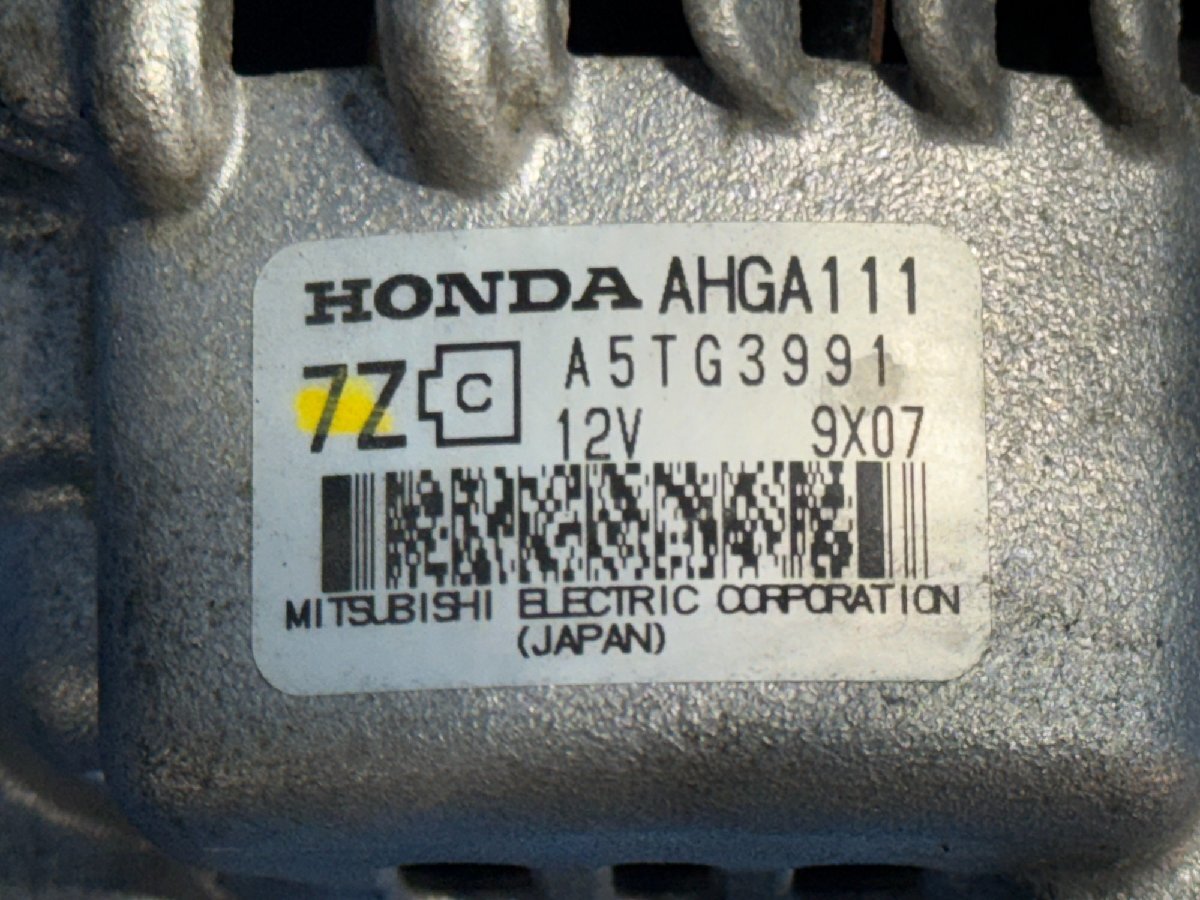 HONDA AHGA111
7Z C A5TG3991
12V 9X07
MITSUBISHI ELECTRIC CORPORATION
(JAPAN)